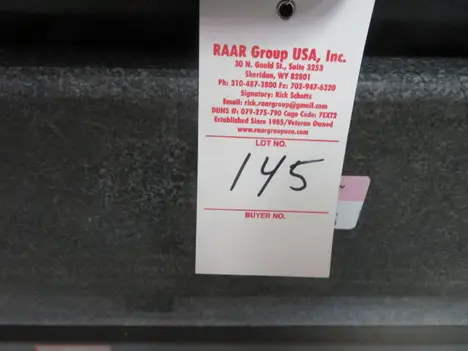 RAAR Group USA, Inc.
30 N. Gould St., Suite 3253
Sheridan, WY 82801
Ph: 310-487-2800 Fx: 702-947-6320
Signatory: Rick Schotts
Email: rick.raargroup@gmail.com
DUNS #: 079-275-790 Cage Code: 7EXT2
Established Since 1985/Veteran Owned
www.raargroupusa.com
LOT NO.
145
BUYER NO.